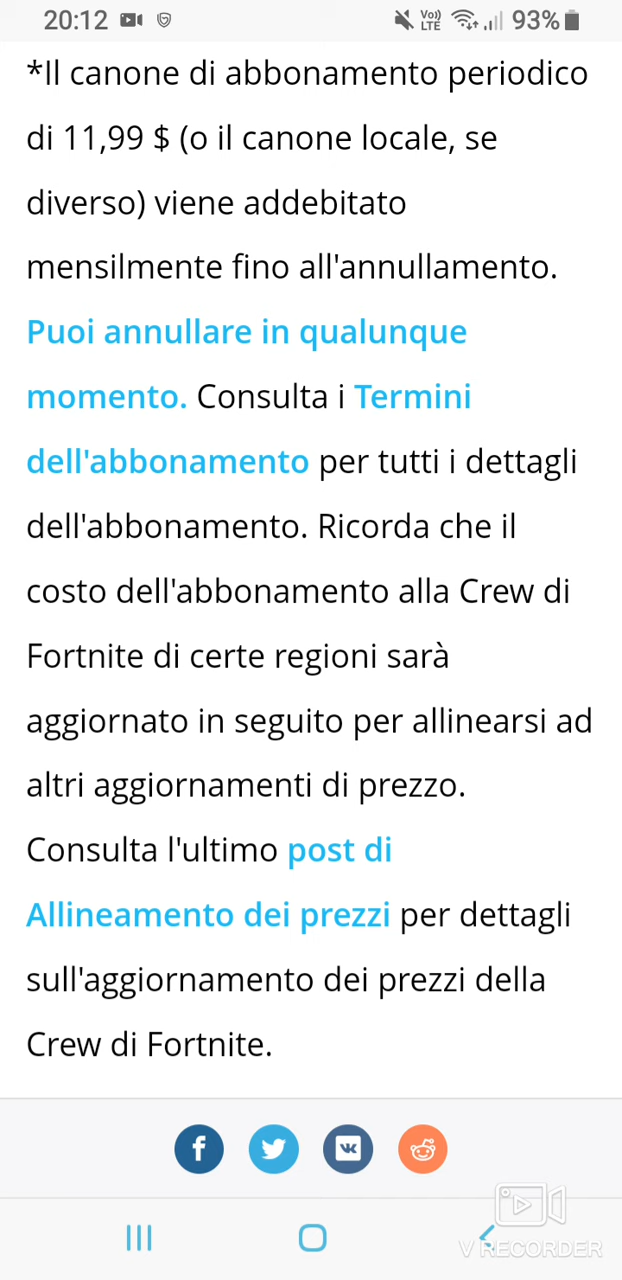 20:12 93%
Vo))
LTE
*Il canone di abbonamento periodico
di 11,99 $ (o il canone locale, se
diverso) viene addebitato
mensilmente fino all'annullamento.
Puoi annullare in qualunque
momento. Consulta i Termini
dell'abbonamento per tutti i dettagli
dell'abbonamento. Ricorda che il
costo dell'abbonamento alla Crew di
Fortnite di certe regioni sarà
aggiornato in seguito per allinearsi ad
altri aggiornamenti di prezzo.
Consulta l'ultimo post di
Allineamento dei prezzi per dettagli
sull'aggiornamento dei prezzi della
Crew di Fortnite.
V RECORDER